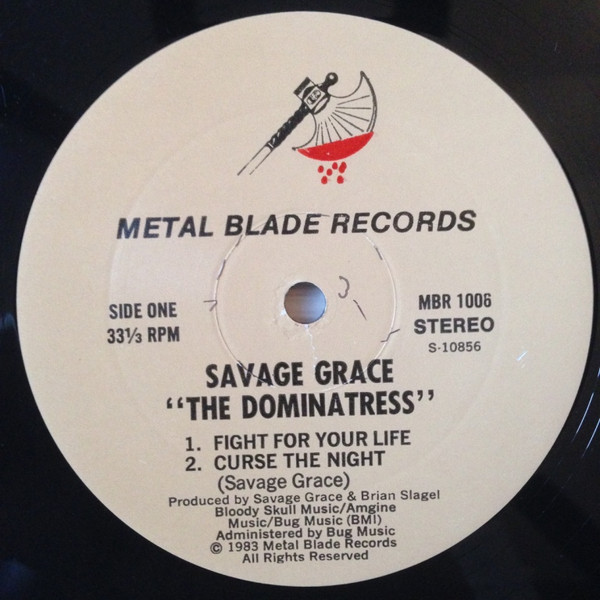 METAL BLADE RECORDS
SIDE ONE
33⅓ RPM
MBR 1006
STEREO
S-10856
SAVAGE GRACE
“THE DOMINATRESS”
1. FIGHT FOR YOUR LIFE
2. CURSE THE NIGHT
(Savage Grace)
Produced by Savage Grace & Brian Slagel
Bloody Skull Music/Amgine
Music/Bug Music (BMI)
Administered by Bug Music
© 1983 Metal Blade Records
All Rights Reserved